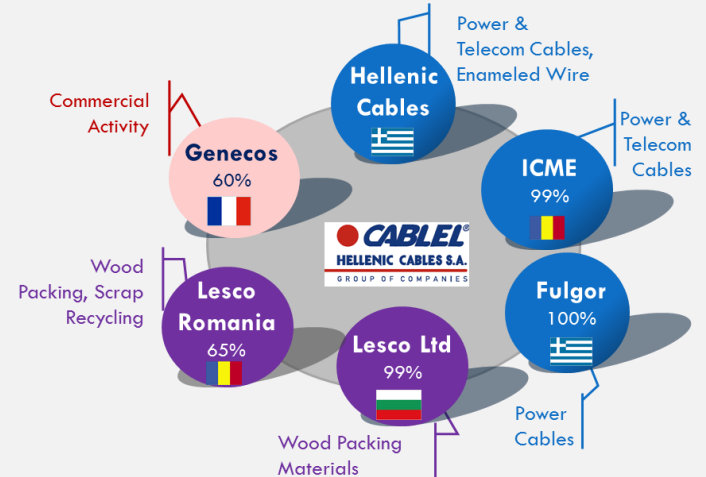 Power &
Telecom Cables,
Enameled Wire
Hellenic
Cables
Commercial
Activity
Genecos
60%
Power &
Telecom
Cables
ICME
99%
CABLEL®
HELLENIC CABLES S.A.
GROUP OF COMPANIES
Wood
Packing, Scrap
Recycling
Lesco
Romania
65%
Lesco Ltd
99%
Fulgor
100%
Power
Cables
Wood Packing
Materials